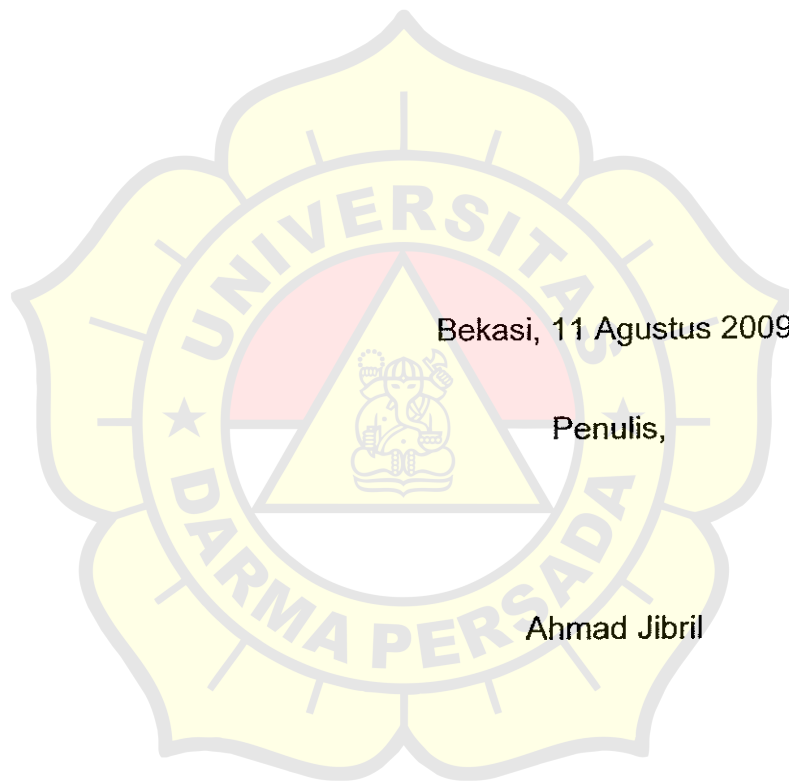 UNIVERSITAS
Bekasi, 11 Agustus 2009
Penulis,
DARMA PERSADA
Ahmad Jibril